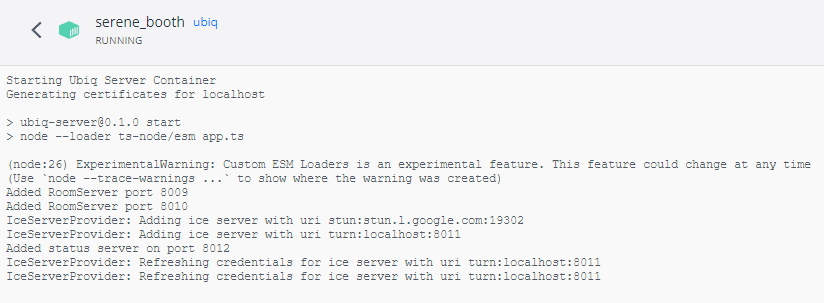 serene_booth ubiq
RUNNING
Starting Ubiq Server Container
Generating certificates for localhost
> ubiq-server@0.1.0 start
> node --loader ts-node/esm app.ts
(node:26) ExperimentalWarning: Custom ESM Loaders is an experimental feature. This feature could change at any time
(Use `node --trace-warnings ...` to show where the warning was created)
Added RoomServer port 8009
Added RoomServer port 8010
IceServerProvider: Adding ice server with uri stun:stun.l.google.com:19302
IceServerProvider: Adding ice server with uri turn:localhost:8011
Added status server on port 8012
IceServerProvider: Refreshing credentials for ice server with uri turn:localhost:8011
IceServerProvider: Refreshing credentials for ice server with uri turn:localhost:8011